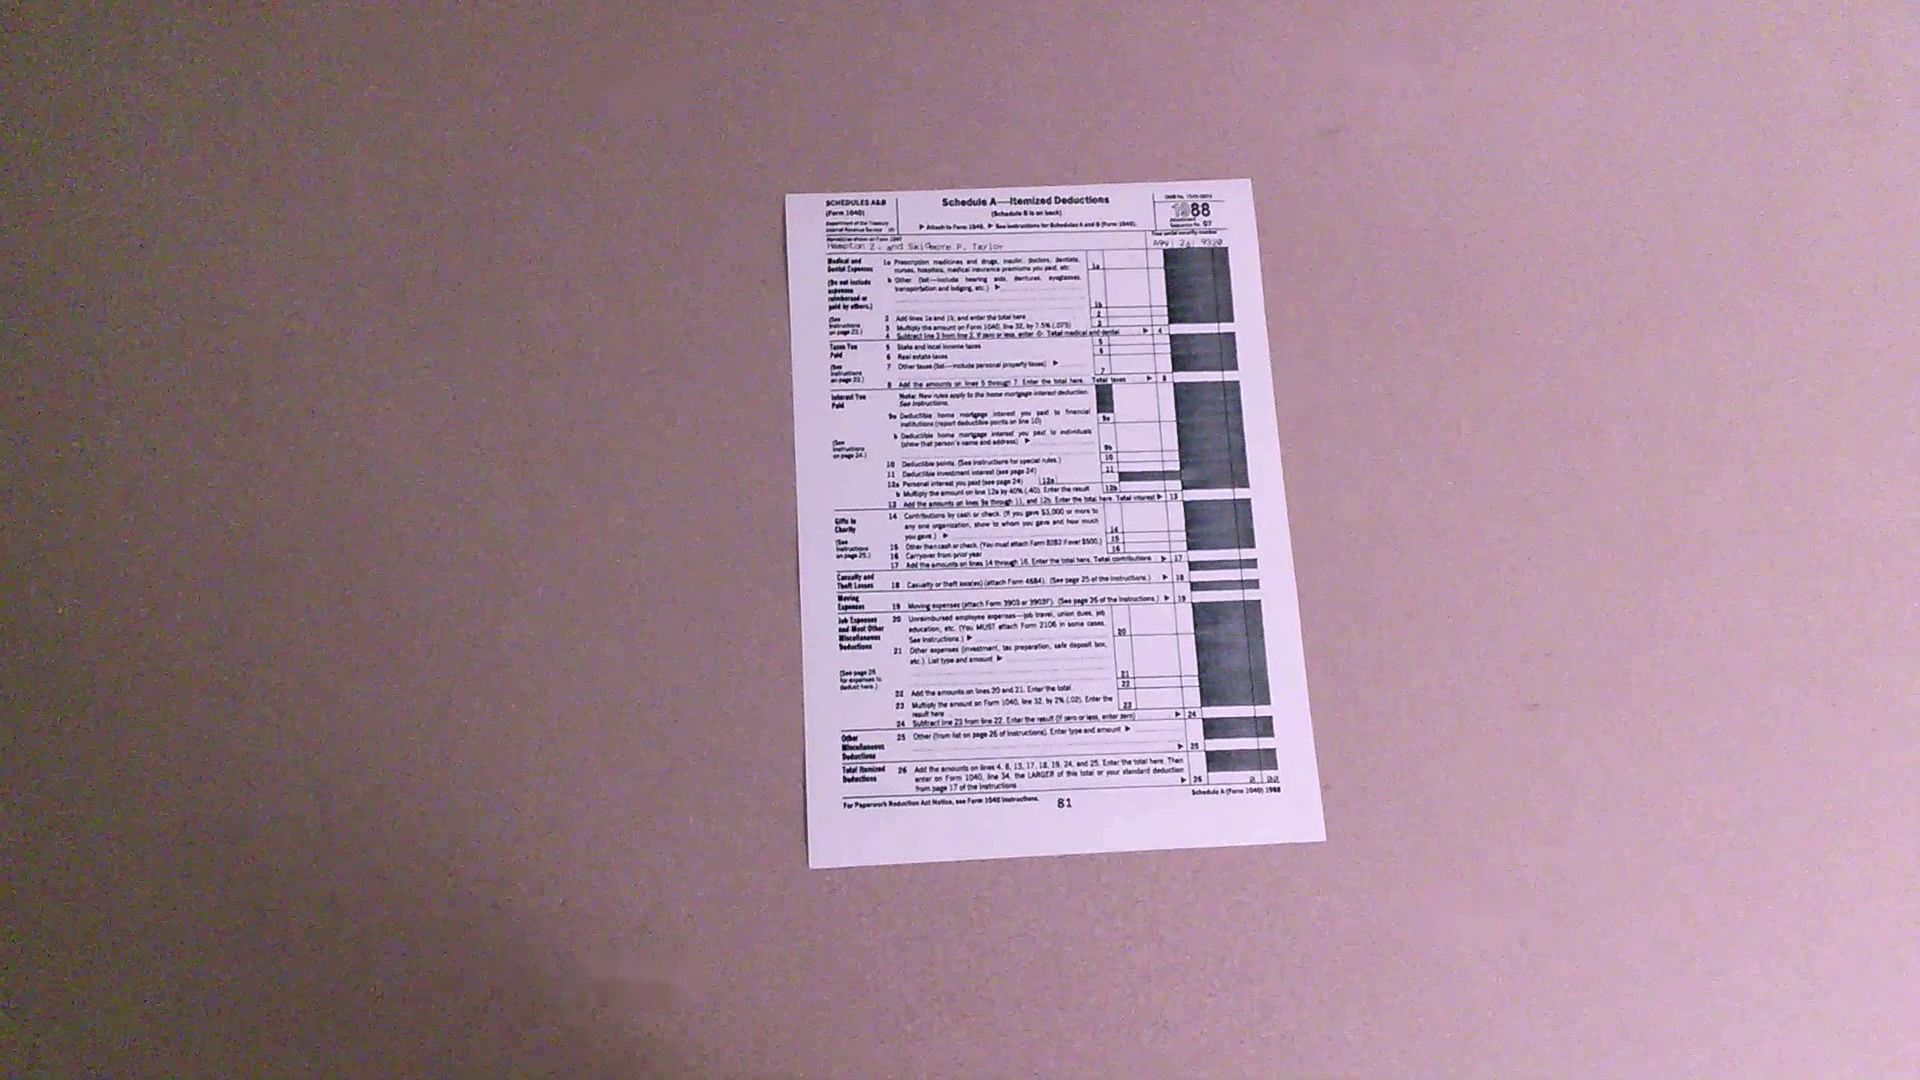 SCHEDULES A&B
(Form 1040)
Department of the Treasury
Internal Revenue Service
Schedule A—Itemized Deductions
(Schedule B is on back)
▶ Attach to Form 1040. ▶ See Instructions for Schedules A and B (Form 1040).
OMB No.
1988
Attachment
Sequence No. 07
Name(s) as shown on Form 1040
Your social security number
Hampton Z. and Skidmore P. Taylor
Medical and Dental Expenses
(Do not include expenses reimbursed or paid by others.)
(See Instructions on page 23.)
1a Prescription medicines and drugs, insulin, doctors, dentists, nurses, hospitals, medical insurance premiums you paid, etc. 1a
b Other (list—include hearing aids, dentures, eyeglasses, transportation and lodging, etc.) ▶ 1b
2 Add lines 1a and 1b, and enter the total here 2
3 Multiply the amount on Form 1040, line 32, by 7.5% (.075) 3
4 Subtract line 3 from line 2. If zero or less, enter -0-. Total medical and dental ▶ 4
Taxes You Paid
(See Instructions on page 23.)
5 State and local income taxes 5
6 Real estate taxes 6
7 Other taxes (list—include personal property taxes) ▶ 7
8 Add the amounts on lines 5 through 7. Enter the total here. Total taxes ▶ 8
Interest You Paid
(See Instructions on page 24.)
Note: New rules apply to the home mortgage interest deduction. See Instructions.
9a Deductible home mortgage interest you paid to financial institutions (report deductible points on line 10) 9a
b Deductible home mortgage interest you paid to individuals (show that person's name and address) ▶ 9b
10 Deductible points. (See Instructions for special rules.) 10
11 Deductible investment interest (see page 24) 11
12a Personal interest you paid (see page 24) 12a
b Multiply the amount on line 12a by 40% (.40). Enter the result 12b
13 Add the amounts on lines 9a through 11, and 12b. Enter the total here. Total interest ▶ 13
Gifts to Charity
(See Instructions on page 25.)
14 Contributions by cash or check. (If you gave $3,000 or more to any one organization, show to whom you gave and how much you gave.) ▶ 14
15 Other than cash or check. (You must attach Form 8283 if over $500.) 15
16 Carryover from prior year 16
17 Add the amounts on lines 14 through 16. Enter the total here. Total contributions ▶ 17
Casualty and Theft Losses
18 Casualty or theft loss(es) (attach Form 4684). (See page 25 of the Instructions.) ▶ 18
Moving Expenses
19 Moving expenses (attach Form 3903 or 3903F). (See page 26 of the Instructions.) ▶ 19
Job Expenses and Most Other Miscellaneous Deductions
(See page 26 for expenses to deduct here.)
20 Unreimbursed employee expenses—job travel, union dues, job education, etc. (You MUST attach Form 2106 in some cases. See Instructions.) ▶ 20
21 Other expenses (investment, tax preparation, safe deposit box, etc.). List type and amount ▶ 21
22 Add the amounts on lines 20 and 21. Enter the total 22
23 Multiply the amount on Form 1040, line 32, by 2% (.02). Enter the result here 23
24 Subtract line 23 from line 22. Enter the result (if zero or less, enter zero) ▶ 24
Other Miscellaneous Deductions
25 Other (from list on page 26 of Instructions). Enter type and amount ▶ 25
Total Itemized Deductions
26 Add the amounts on lines 4, 8, 13, 17, 18, 19, 24, and 25. Enter the total here. Then enter on Form 1040, line 34, the LARGER of this total or your standard deduction from page 17 of the Instructions ▶ 26 0 00
For Paperwork Reduction Act Notice, see Form 1040 Instructions.
81
Schedule A (Form 1040) 1988